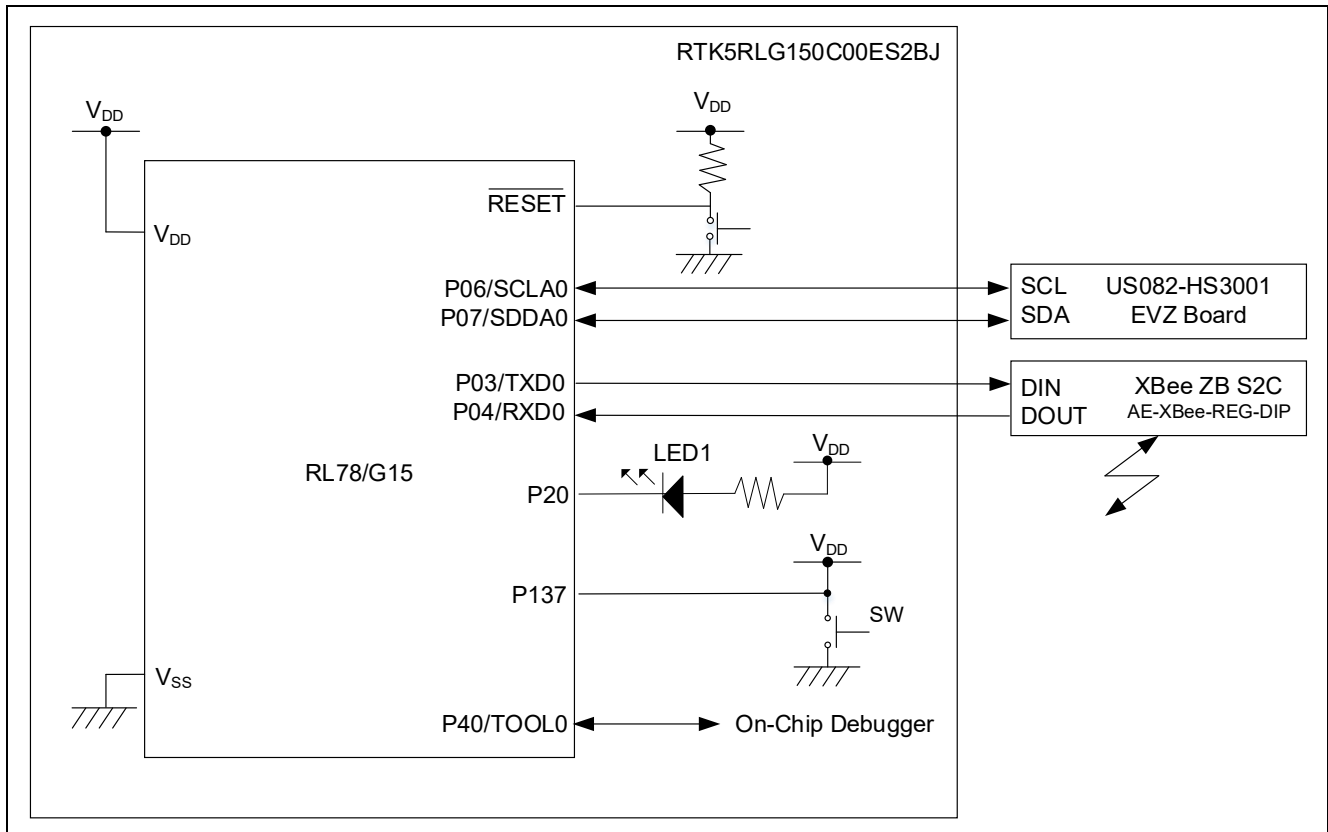 RTK5RLG150C00ES2BJ
VDD
VDD
RESET
VDD
P06/SCLA0
SCL US082-HS3001
P07/SDDA0
SDA EVZ Board
P03/TXD0
DIN XBee ZB S2C
P04/RXD0
DOUT AE-XBee-REG-DIP
LED1
VDD
RL78/G15
P20
VDD
P137
SW
VSS
P40/TOOL0
On-Chip Debugger